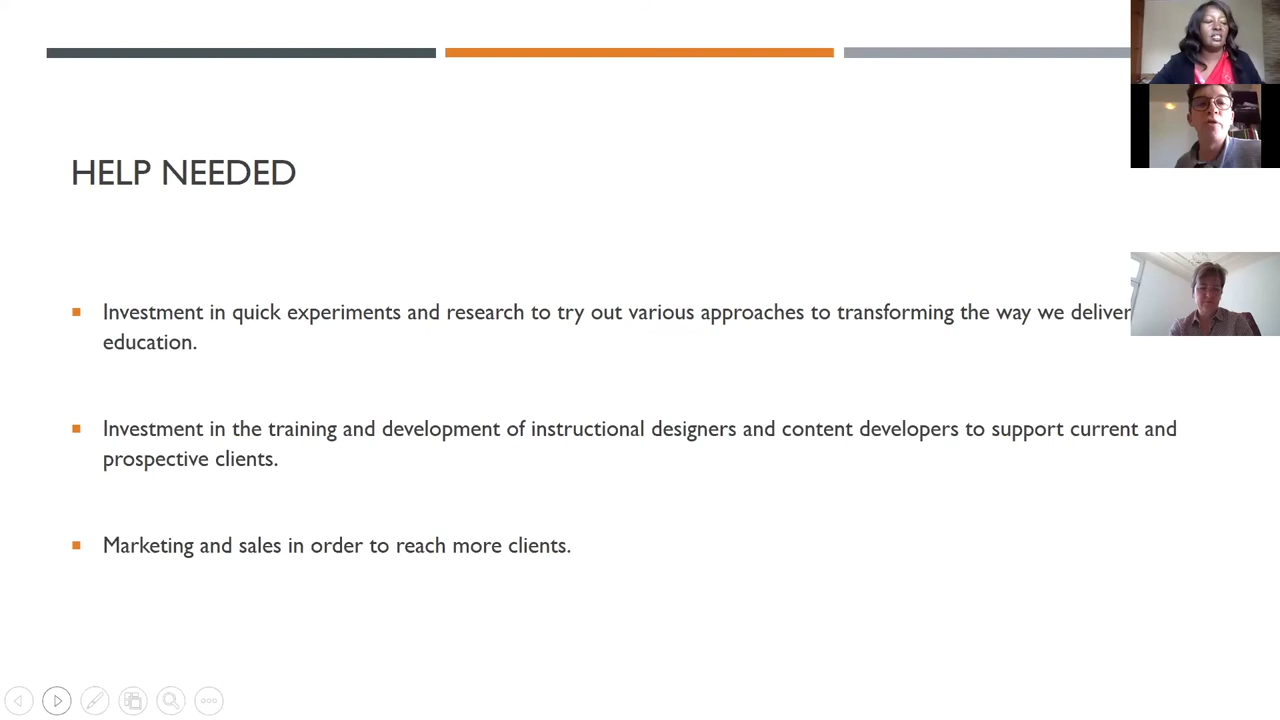 HELP NEEDED
Investment in quick experiments and research to try out various approaches to transforming the way we deliver
education.
Investment in the training and development of instructional designers and content developers to support current and
prospective clients.
Marketing and sales in order to reach more clients.